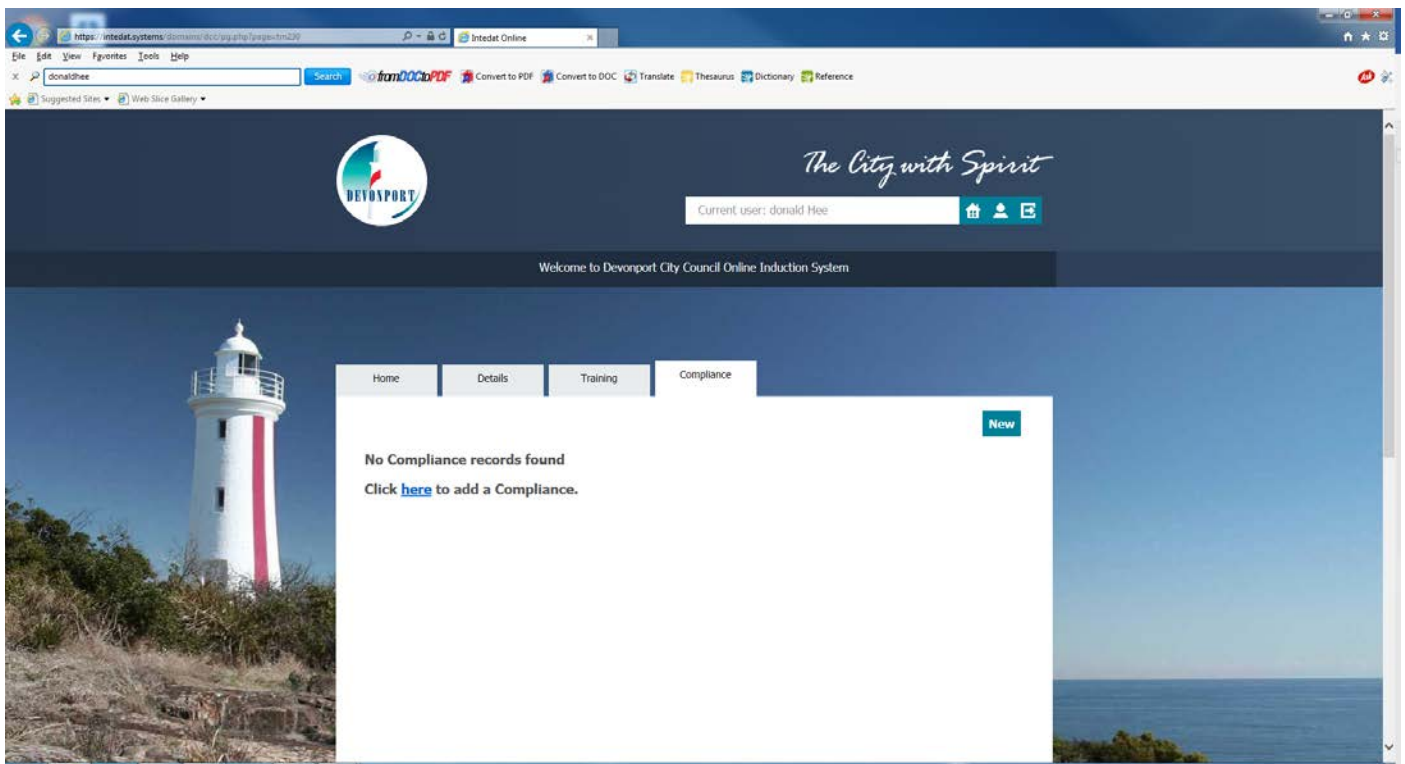 https://intedat.systems/domains/dcc/pg.php?page=tm230
Intedat Online
File Edit View Favorites Tools Help
donaldhee
Search
fromDOCtoPDF
Convert to PDF
Convert to DOC
Translate
Thesaurus
Dictionary
Reference
Ask
Suggested Sites
Web Slice Gallery
DEVONPORT
The City with Spirit
Current user: donald Hee
Welcome to Devonport City Council Online Induction System
Home
Details
Training
Compliance
New
No Compliance records found
Click here to add a Compliance.